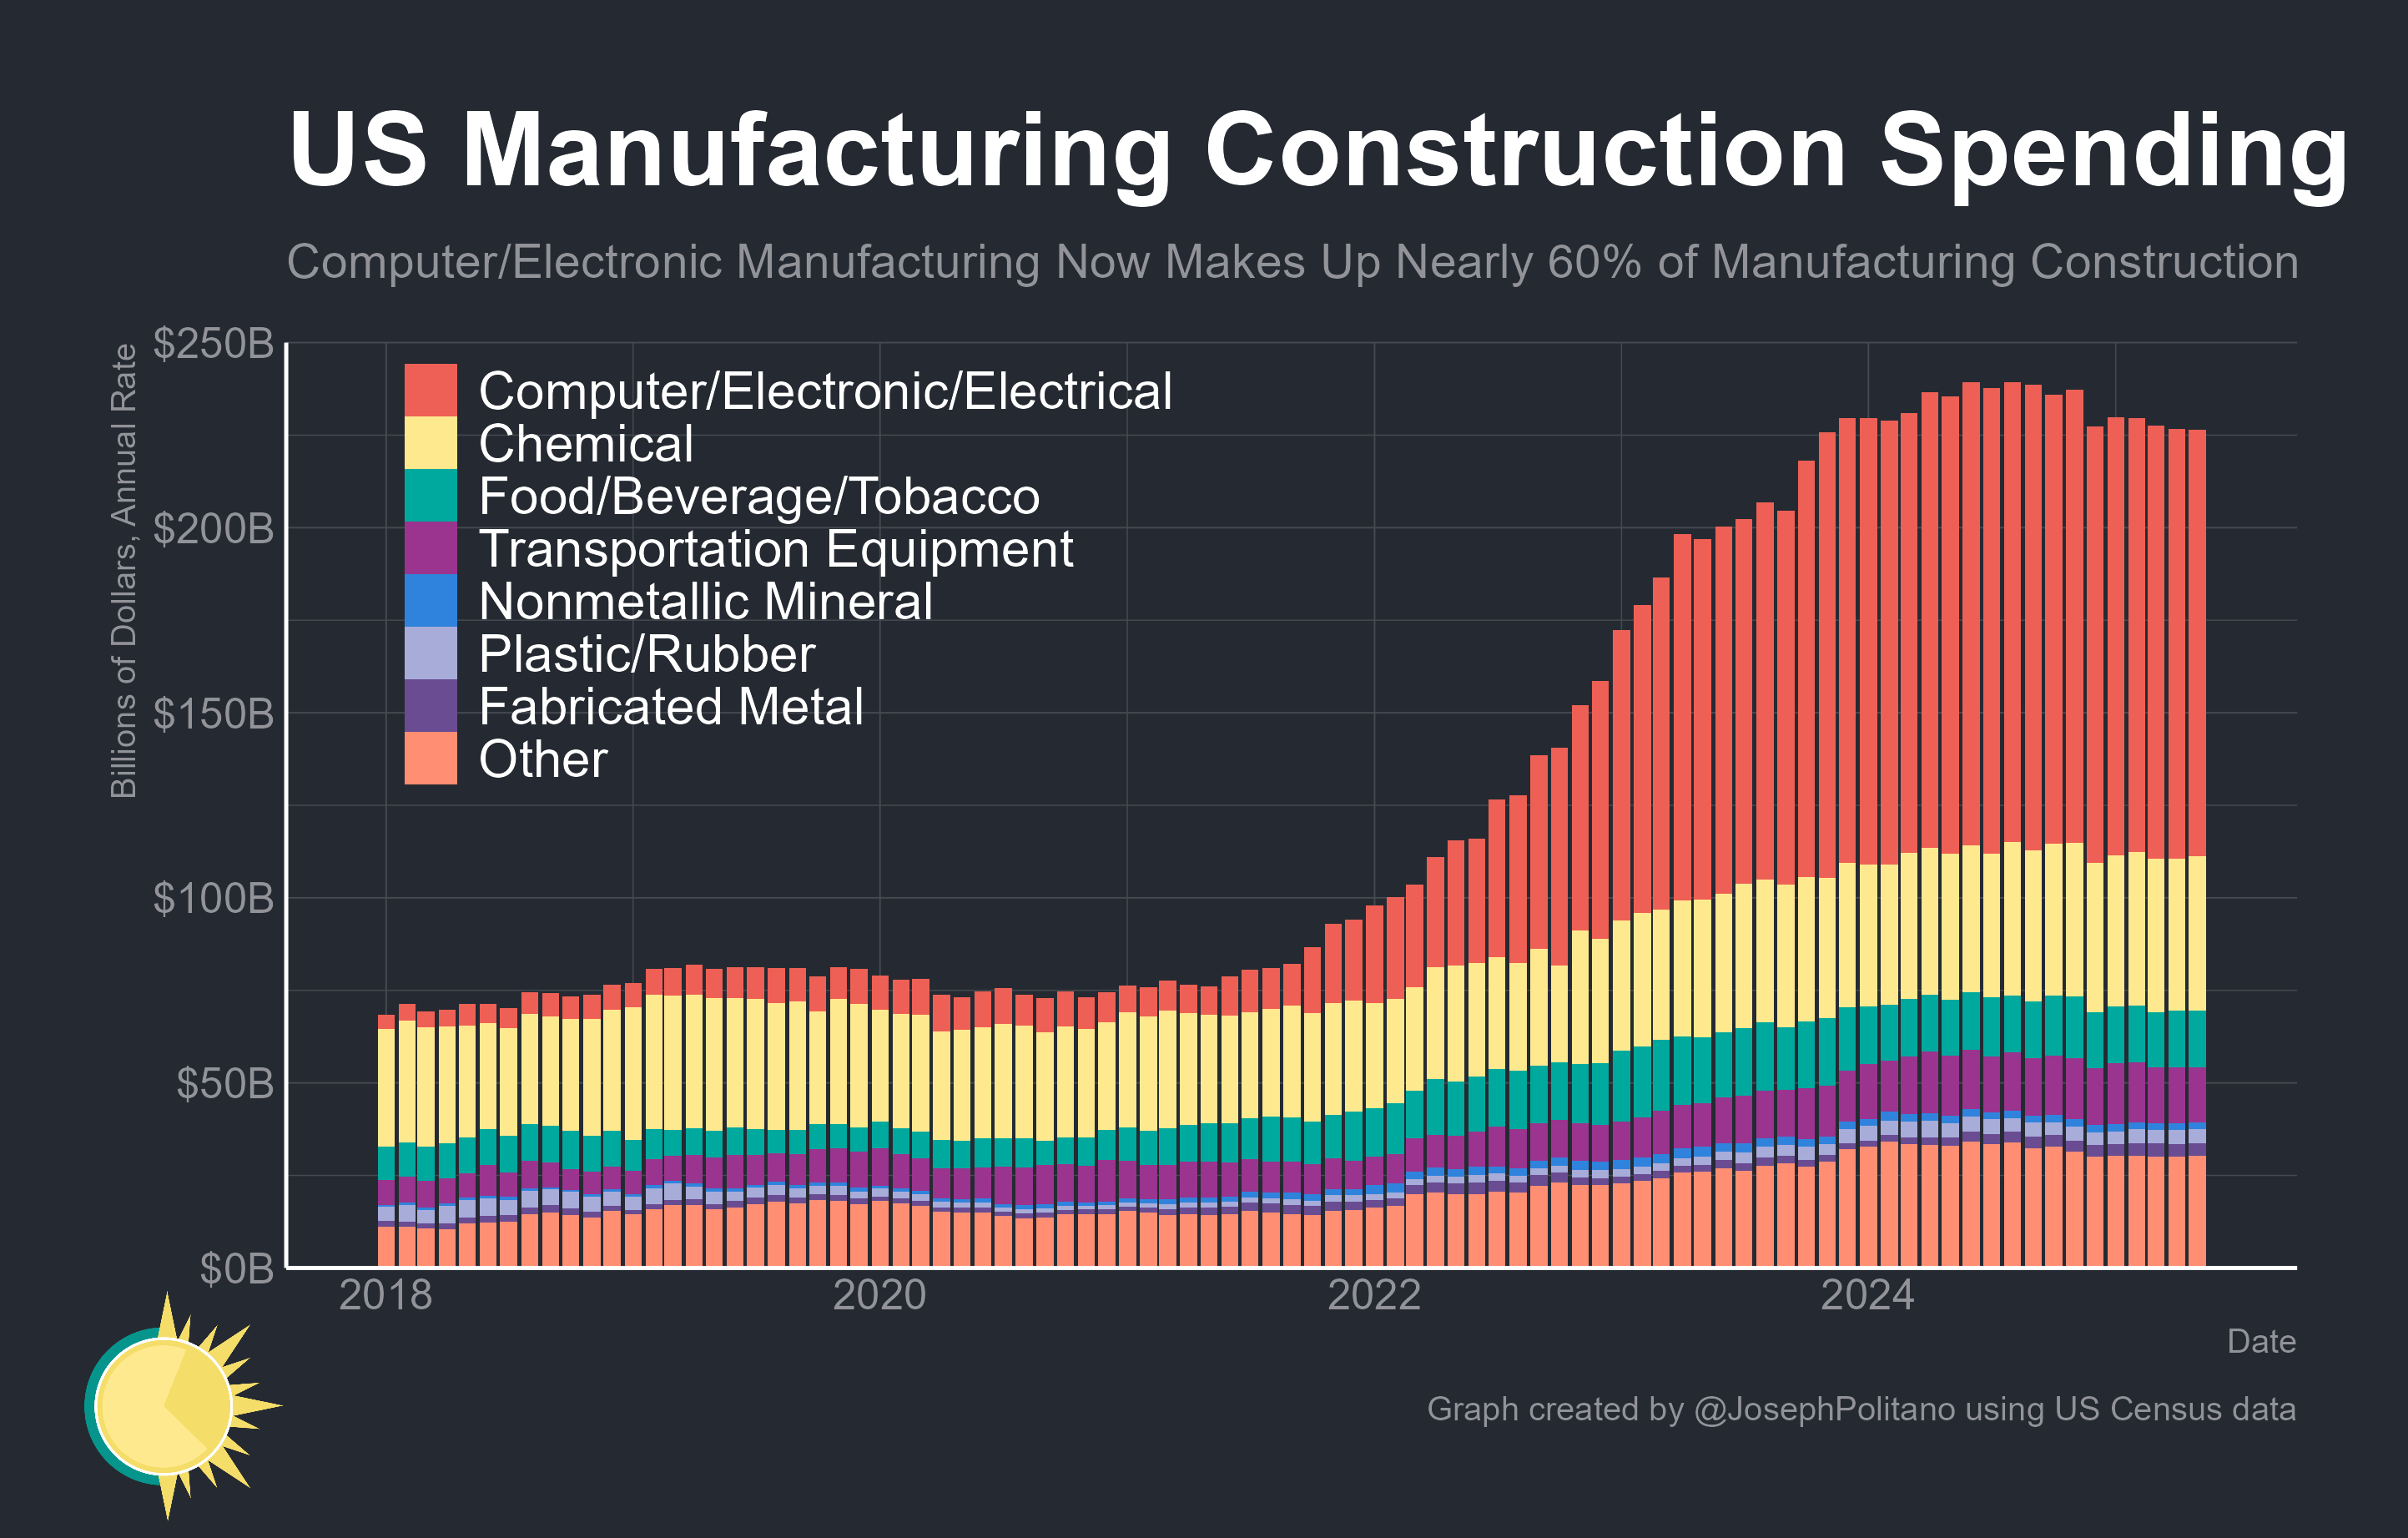 US Manufacturing Construction Spending
Computer/Electronic Manufacturing Now Makes Up Nearly 60% of Manufacturing Construction
Billions of Dollars, Annual Rate
$250B
$200B
$150B
$100B
$50B
$0B
Computer/Electronic/Electrical
Chemical
Food/Beverage/Tobacco
Transportation Equipment
Nonmetallic Mineral
Plastic/Rubber
Fabricated Metal
Other
2018 2020 2022 2024
Date
Graph created by @JosephPolitano using US Census data